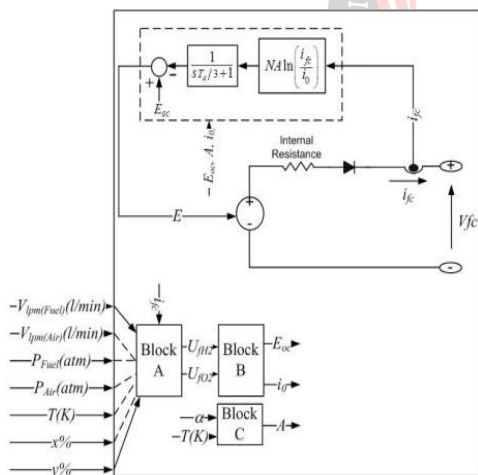 1
sT_d/3+1
NA ln(i_fc/i_0)
+
-
E_oc
- E_oc, A, i_0,
i_fc
Internal
Resistance
+
i_fc
Vfc
E
+
-
-
V_lpm(Fuel)(l/min)
V_lpm(Air)(l/min)
P_Fuel(atm)
P_Air(atm)
T(K)
x%
y%
i_fc
Block
A
U_fH2
U_fO2
Block
B
E_oc
i_0
α
T(K)
Block
C
A